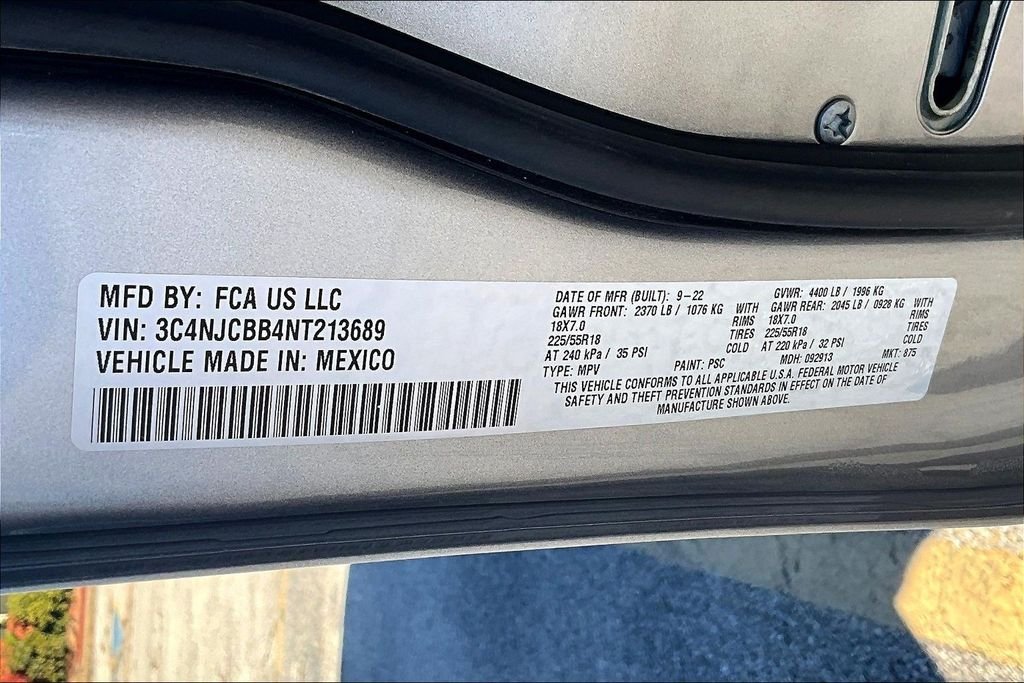 MFD BY: FCA US LLC
VIN: 3C4NJCBB4NT213689
VEHICLE MADE IN: MEXICO
DATE OF MFR (BUILT): 9-22 GVWR: 4400 LB / 1996 KG
GAWR FRONT: 2370 LB / 1076 KG WITH GAWR REAR: 2045 LB / 0928 KG WITH
18X7.0 RIMS 18X7.0 RIMS
225/55R18 TIRES 225/55R18 TIRES
AT 240 kPa / 35 PSI COLD AT 220 kPa / 32 PSI COLD
TYPE: MPV PAINT: PSC MDH: 092913 MKT: 875
THIS VEHICLE CONFORMS TO ALL APPLICABLE U.S.A. FEDERAL MOTOR VEHICLE
SAFETY AND THEFT PREVENTION STANDARDS IN EFFECT ON THE DATE OF
MANUFACTURE SHOWN ABOVE.